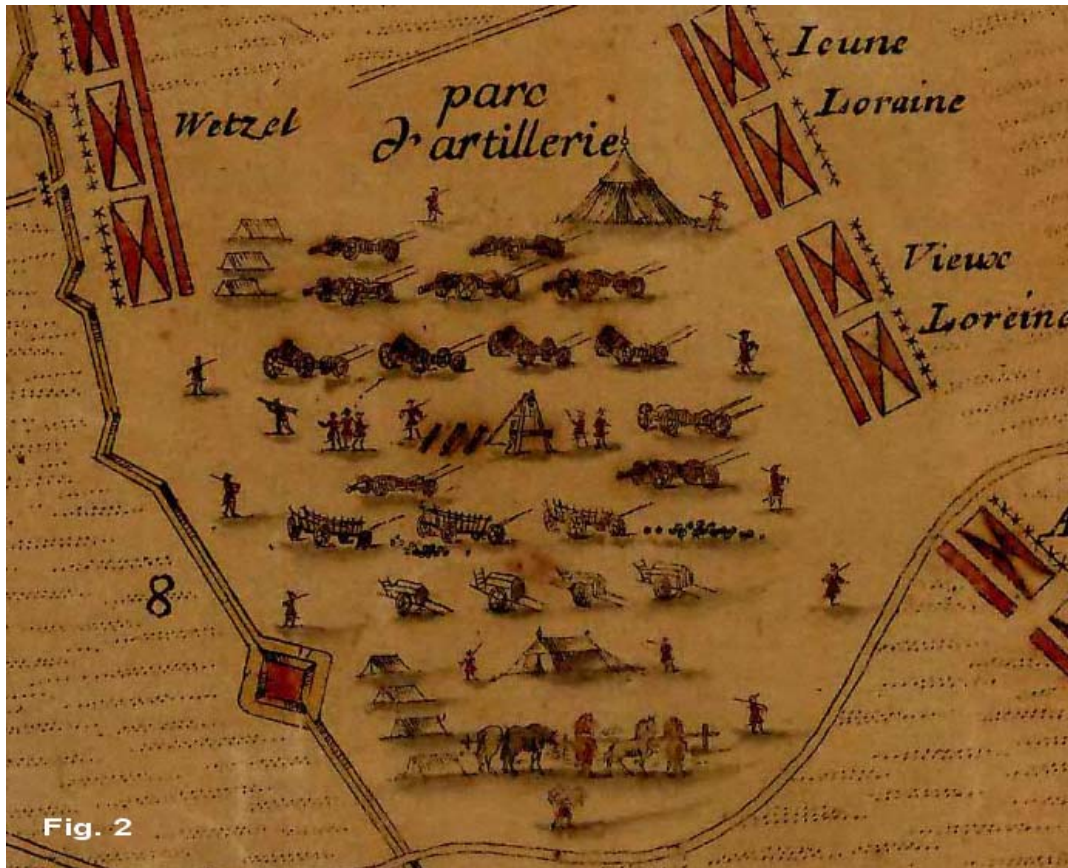 Wetzel
parc
d'artillerie
Ieune
Loraine
Vieux
Loreine
A
8
Fig. 2